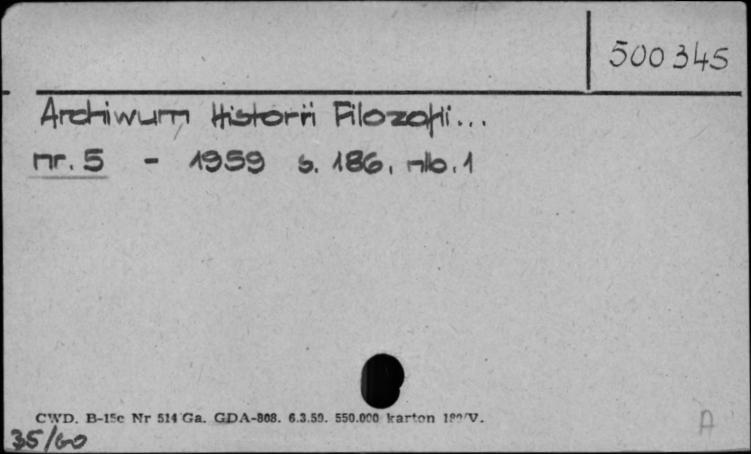 500345
Archiwum Historii Filozofii...
nr. 5 - 1959 s. 186, nlb. 1
CWD. B-15c Nr 514 Ga. GDA-808. 6.3.59. 550.000 karton
35/60
A